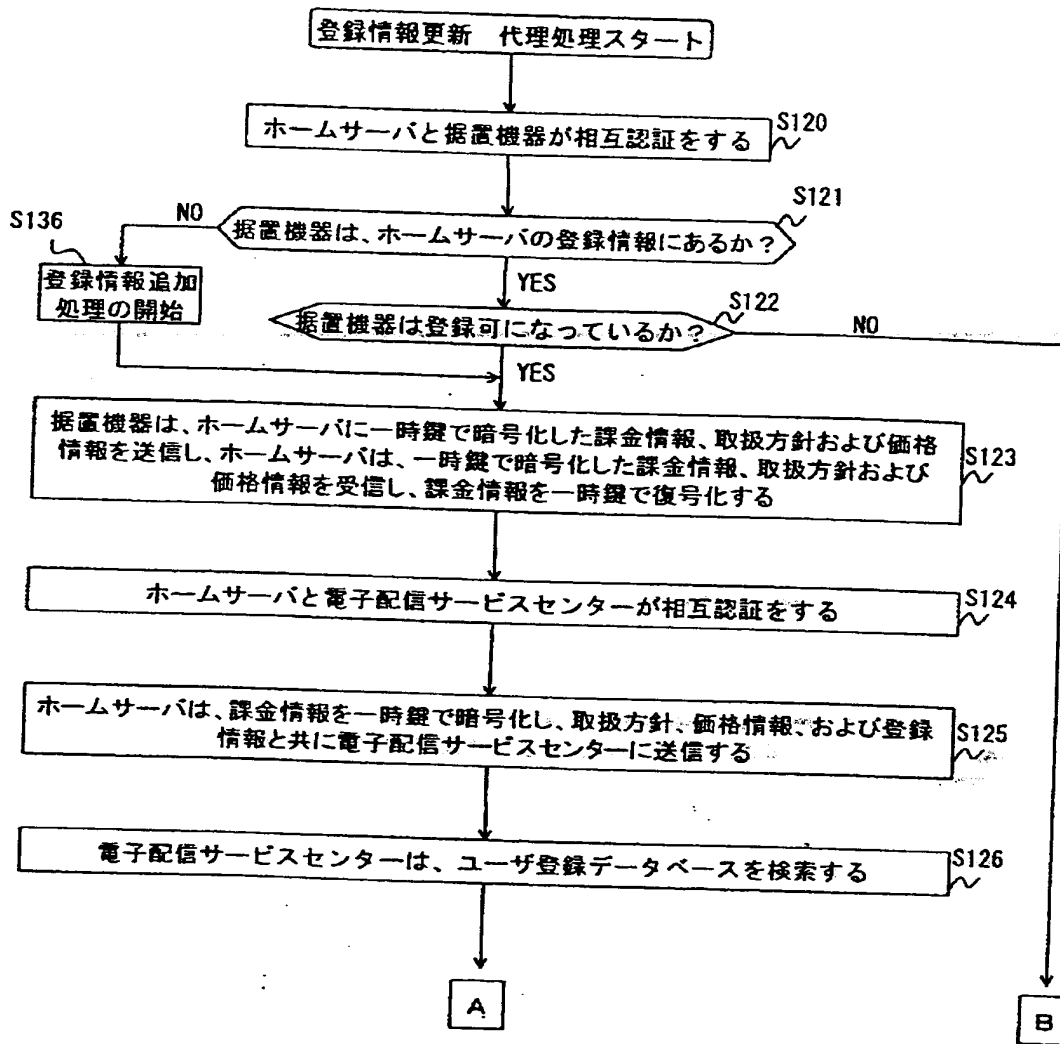 登録情報更新　代理処理スタート
ホームサーバと据置機器が相互認証をする
S120
S121
据置機器は、ホームサーバの登録情報にあるか？
NO
S136
登録情報追加
処理の開始
YES
S122
据置機器は登録可になっているか？
NO
YES
据置機器は、ホームサーバに一時鍵で暗号化した課金情報、取扱方針および価格
情報を送信し、ホームサーバは、一時鍵で暗号化した課金情報、取扱方針および
価格情報を受信し、課金情報を一時鍵で復号化する
S123
ホームサーバと電子配信サービスセンターが相互認証をする
S124
ホームサーバは、課金情報を一時鍵で暗号化し、取扱方針、価格情報、および登録
情報と共に電子配信サービスセンターに送信する
S125
電子配信サービスセンターは、ユーザ登録データベースを検索する
S126
A
B